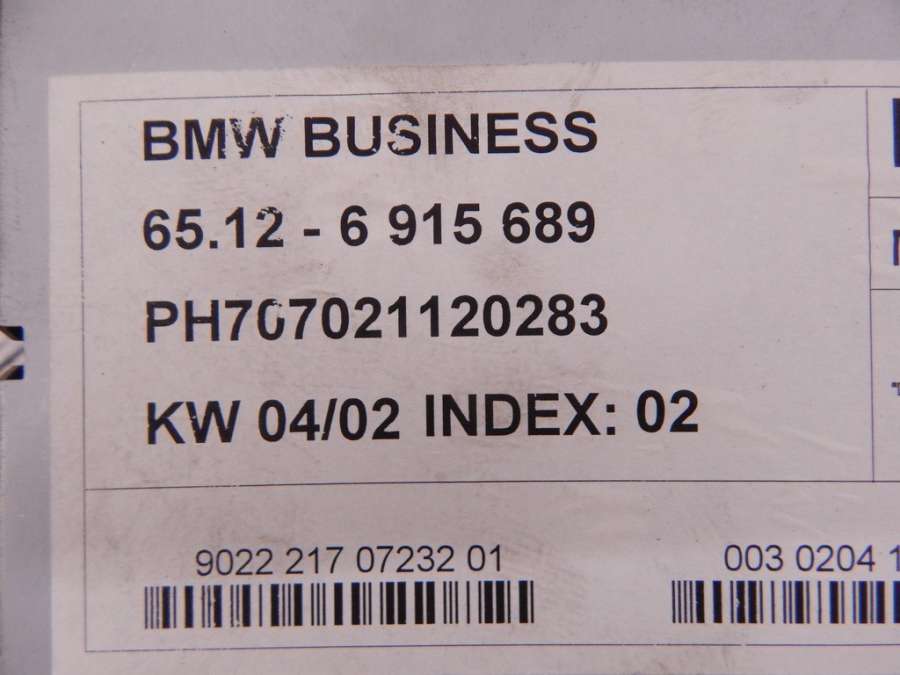 BMW BUSINESS
65.12 - 6 915 689
PH707021120283
KW 04/02 INDEX: 02
9022 217 07232 01
003 0204 1